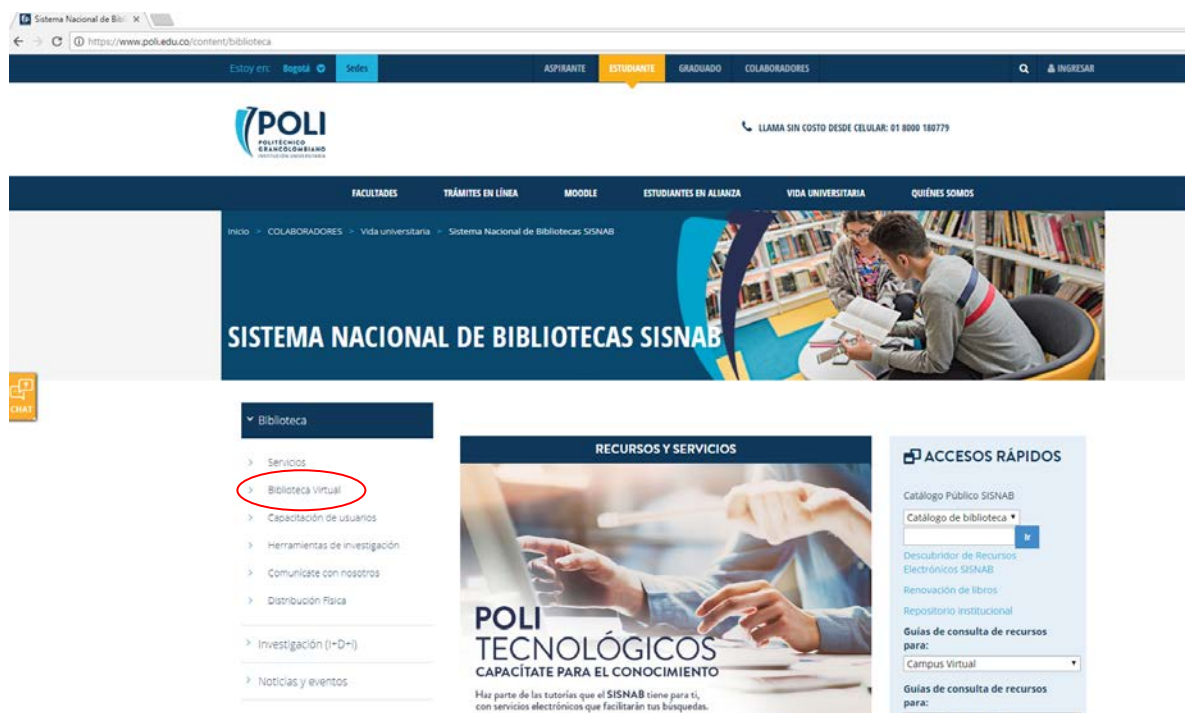 Sistema Nacional de Bibl
https://www.poli.edu.co/content/biblioteca
Estoy en: Bogotá Sedes ASPIRANTE ESTUDIANTE GRADUADO COLABORADORES INGRESAR
POLI
POLITÉCNICO
GRANCOLOMBIANO
INSTITUCIÓN UNIVERSITARIA
LLAMA SIN COSTO DESDE CELULAR: 01 8000 180779
FACULTADES TRÁMITES EN LÍNEA MOODLE ESTUDIANTES EN ALIANZA VIDA UNIVERSITARIA QUIÉNES SOMOS
Inicio > COLABORADORES > Vida universitaria > Sistema Nacional de Bibliotecas SISNAB
SISTEMA NACIONAL DE BIBLIOTECAS SISNAB
CHAT
Biblioteca
> Servicios
> Biblioteca Virtual
> Capacitación de usuarios
> Herramientas de investigación
> Comunícate con nosotros
> Distribución Física
> Investigación (I+D+i)
> Noticias y eventos
RECURSOS Y SERVICIOS
POLI
TECNOLÓGICOS
CAPACÍTATE PARA EL CONOCIMIENTO
Haz parte de las tutorías que el SISNAB tiene para ti,
con servicios electrónicos que facilitarán tus búsquedas.
ACCESOS RÁPIDOS
Catálogo Público SISNAB
Catálogo de biblioteca
Ir
Descubridor de Recursos
Electrónicos SISNAB
Renovación de libros
Repositorio Institucional
Guías de consulta de recursos
para:
Campus Virtual
Guías de consulta de recursos
para: